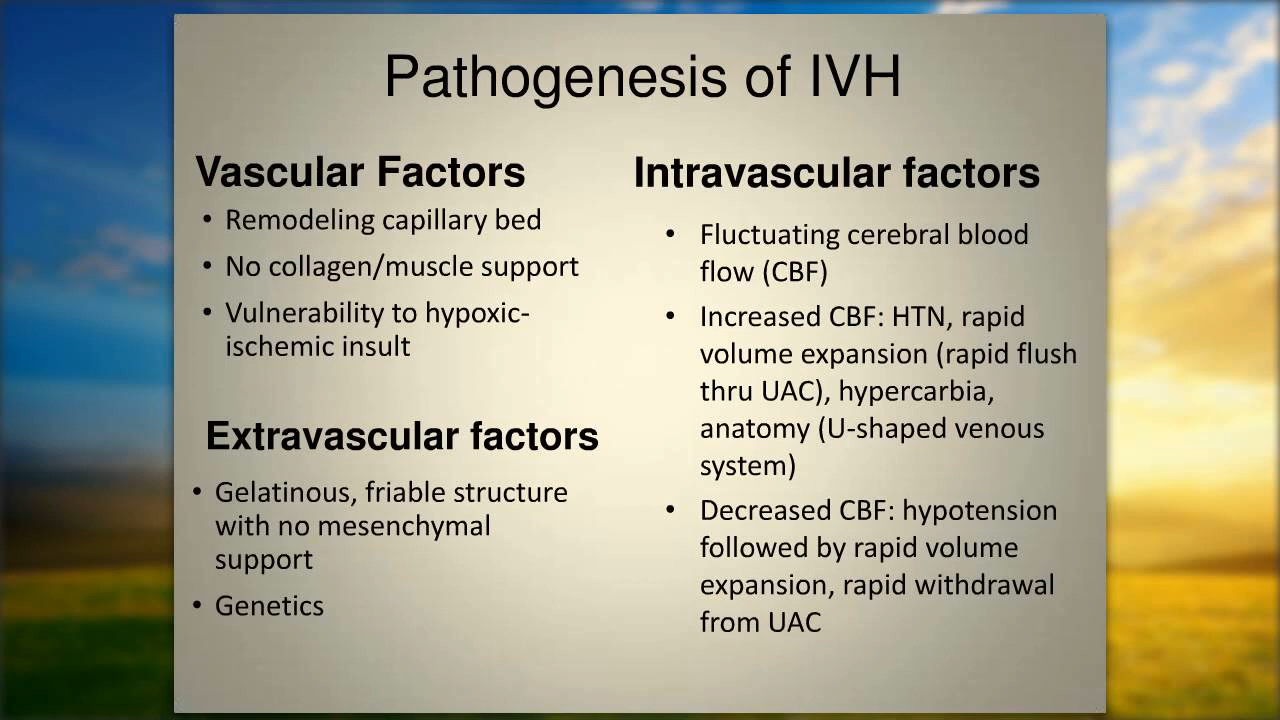 Pathogenesis of IVH
Vascular Factors
• Remodeling capillary bed
• No collagen/muscle support
• Vulnerability to hypoxic-
ischemic insult
Extravascular factors
• Gelatinous, friable structure
with no mesenchymal
support
• Genetics
Intravascular factors
• Fluctuating cerebral blood
flow (CBF)
• Increased CBF: HTN, rapid
volume expansion (rapid flush
thru UAC), hypercarbia,
anatomy (U-shaped venous
system)
• Decreased CBF: hypotension
followed by rapid volume
expansion, rapid withdrawal
from UAC